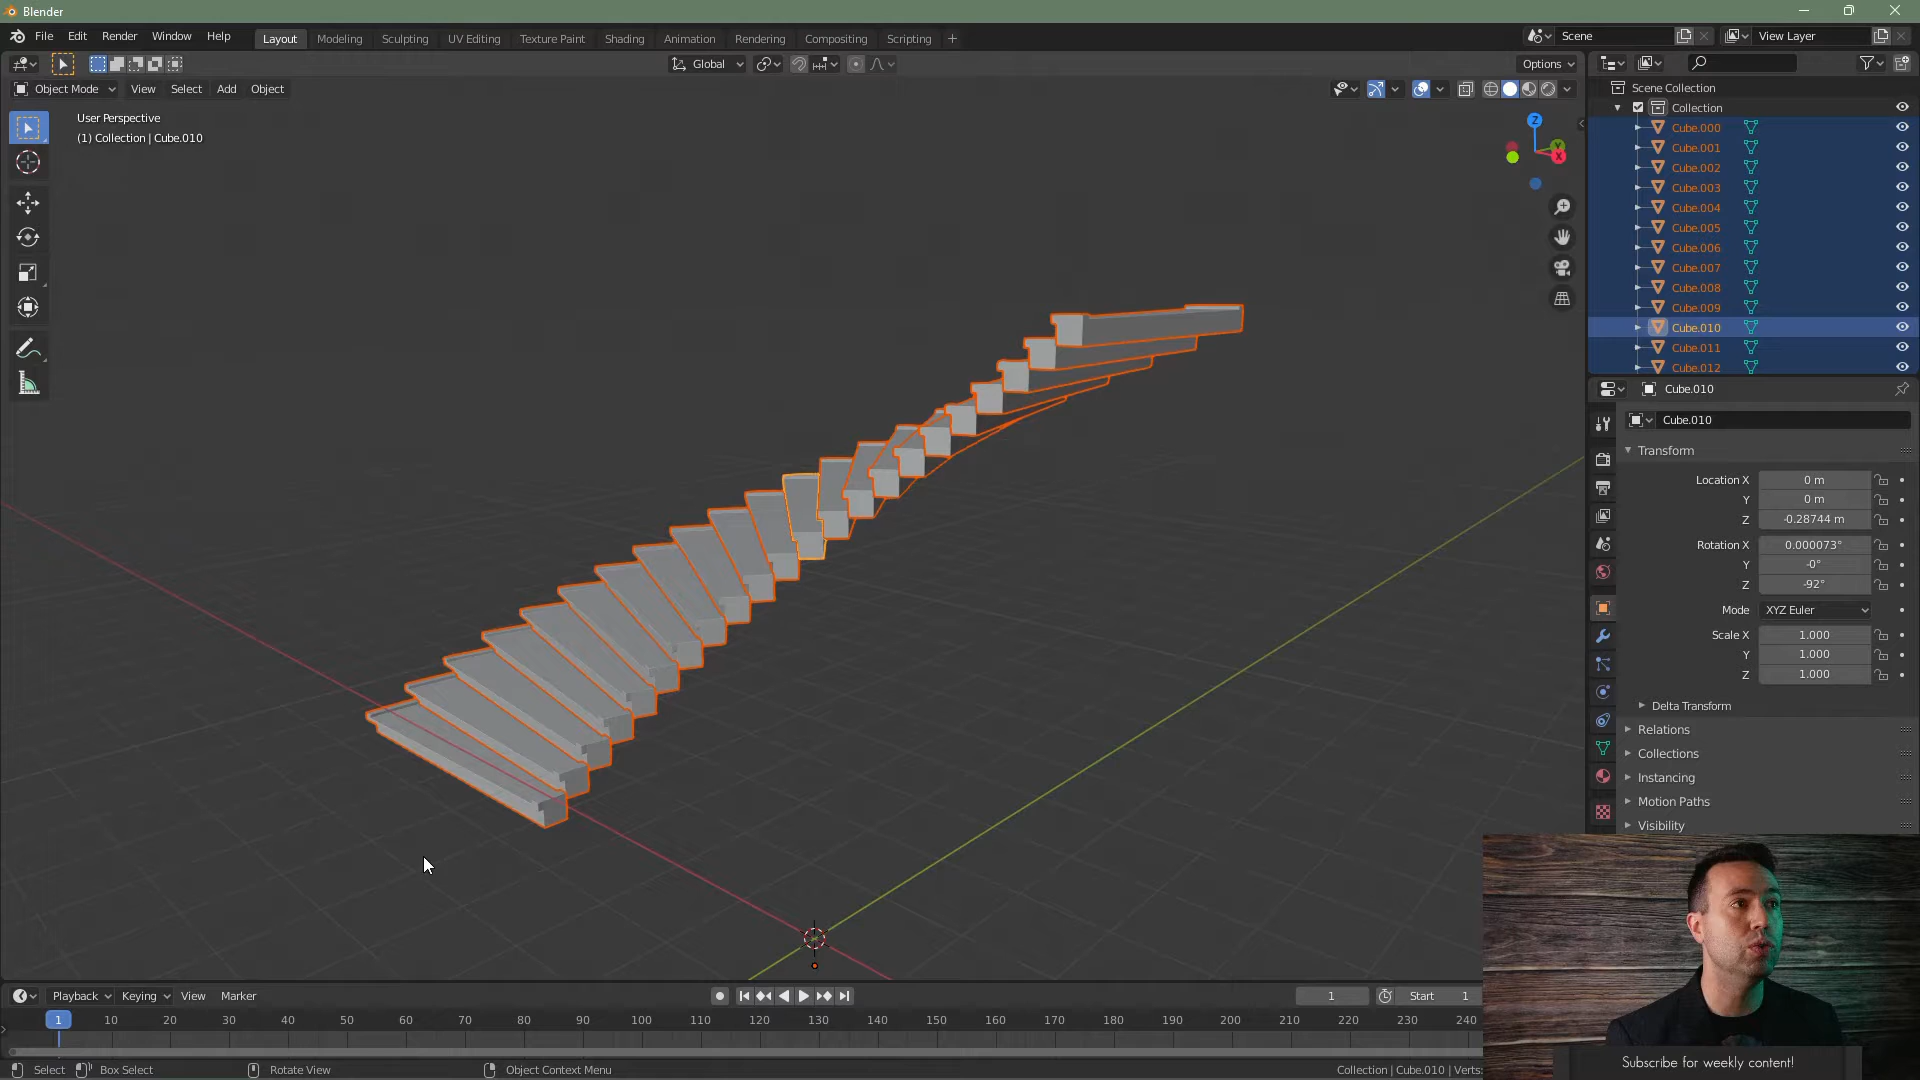 Blender
File Edit Render Window Help Layout Modeling Sculpting UV Editing Texture Paint Shading Animation Rendering Compositing Scripting + Scene View Layer
Global Options
Object Mode View Select Add Object
User Perspective
(1) Collection | Cube.010
Z
Y
X
Scene Collection
Collection
Cube.000
Cube.001
Cube.002
Cube.003
Cube.004
Cube.005
Cube.006
Cube.007
Cube.008
Cube.009
Cube.010
Cube.011
Cube.012
Cube.010
Cube.010
Transform
Location X 0 m
Y 0 m
Z -0.28744 m
Rotation X 0.000073°
Y -0°
Z -92°
Mode XYZ Euler
Scale X 1.000
Y 1.000
Z 1.000
Delta Transform
Relations
Collections
Instancing
Motion Paths
Visibility
Playback Keying View Marker 1 Start 1
1 10 20 30 40 50 60 70 80 90 100 110 120 130 140 150 160 170 180 190 200 210 220 230 240
Select Box Select Rotate View Object Context Menu Collection | Cube.010 | Verts:
Subscribe for weekly content!